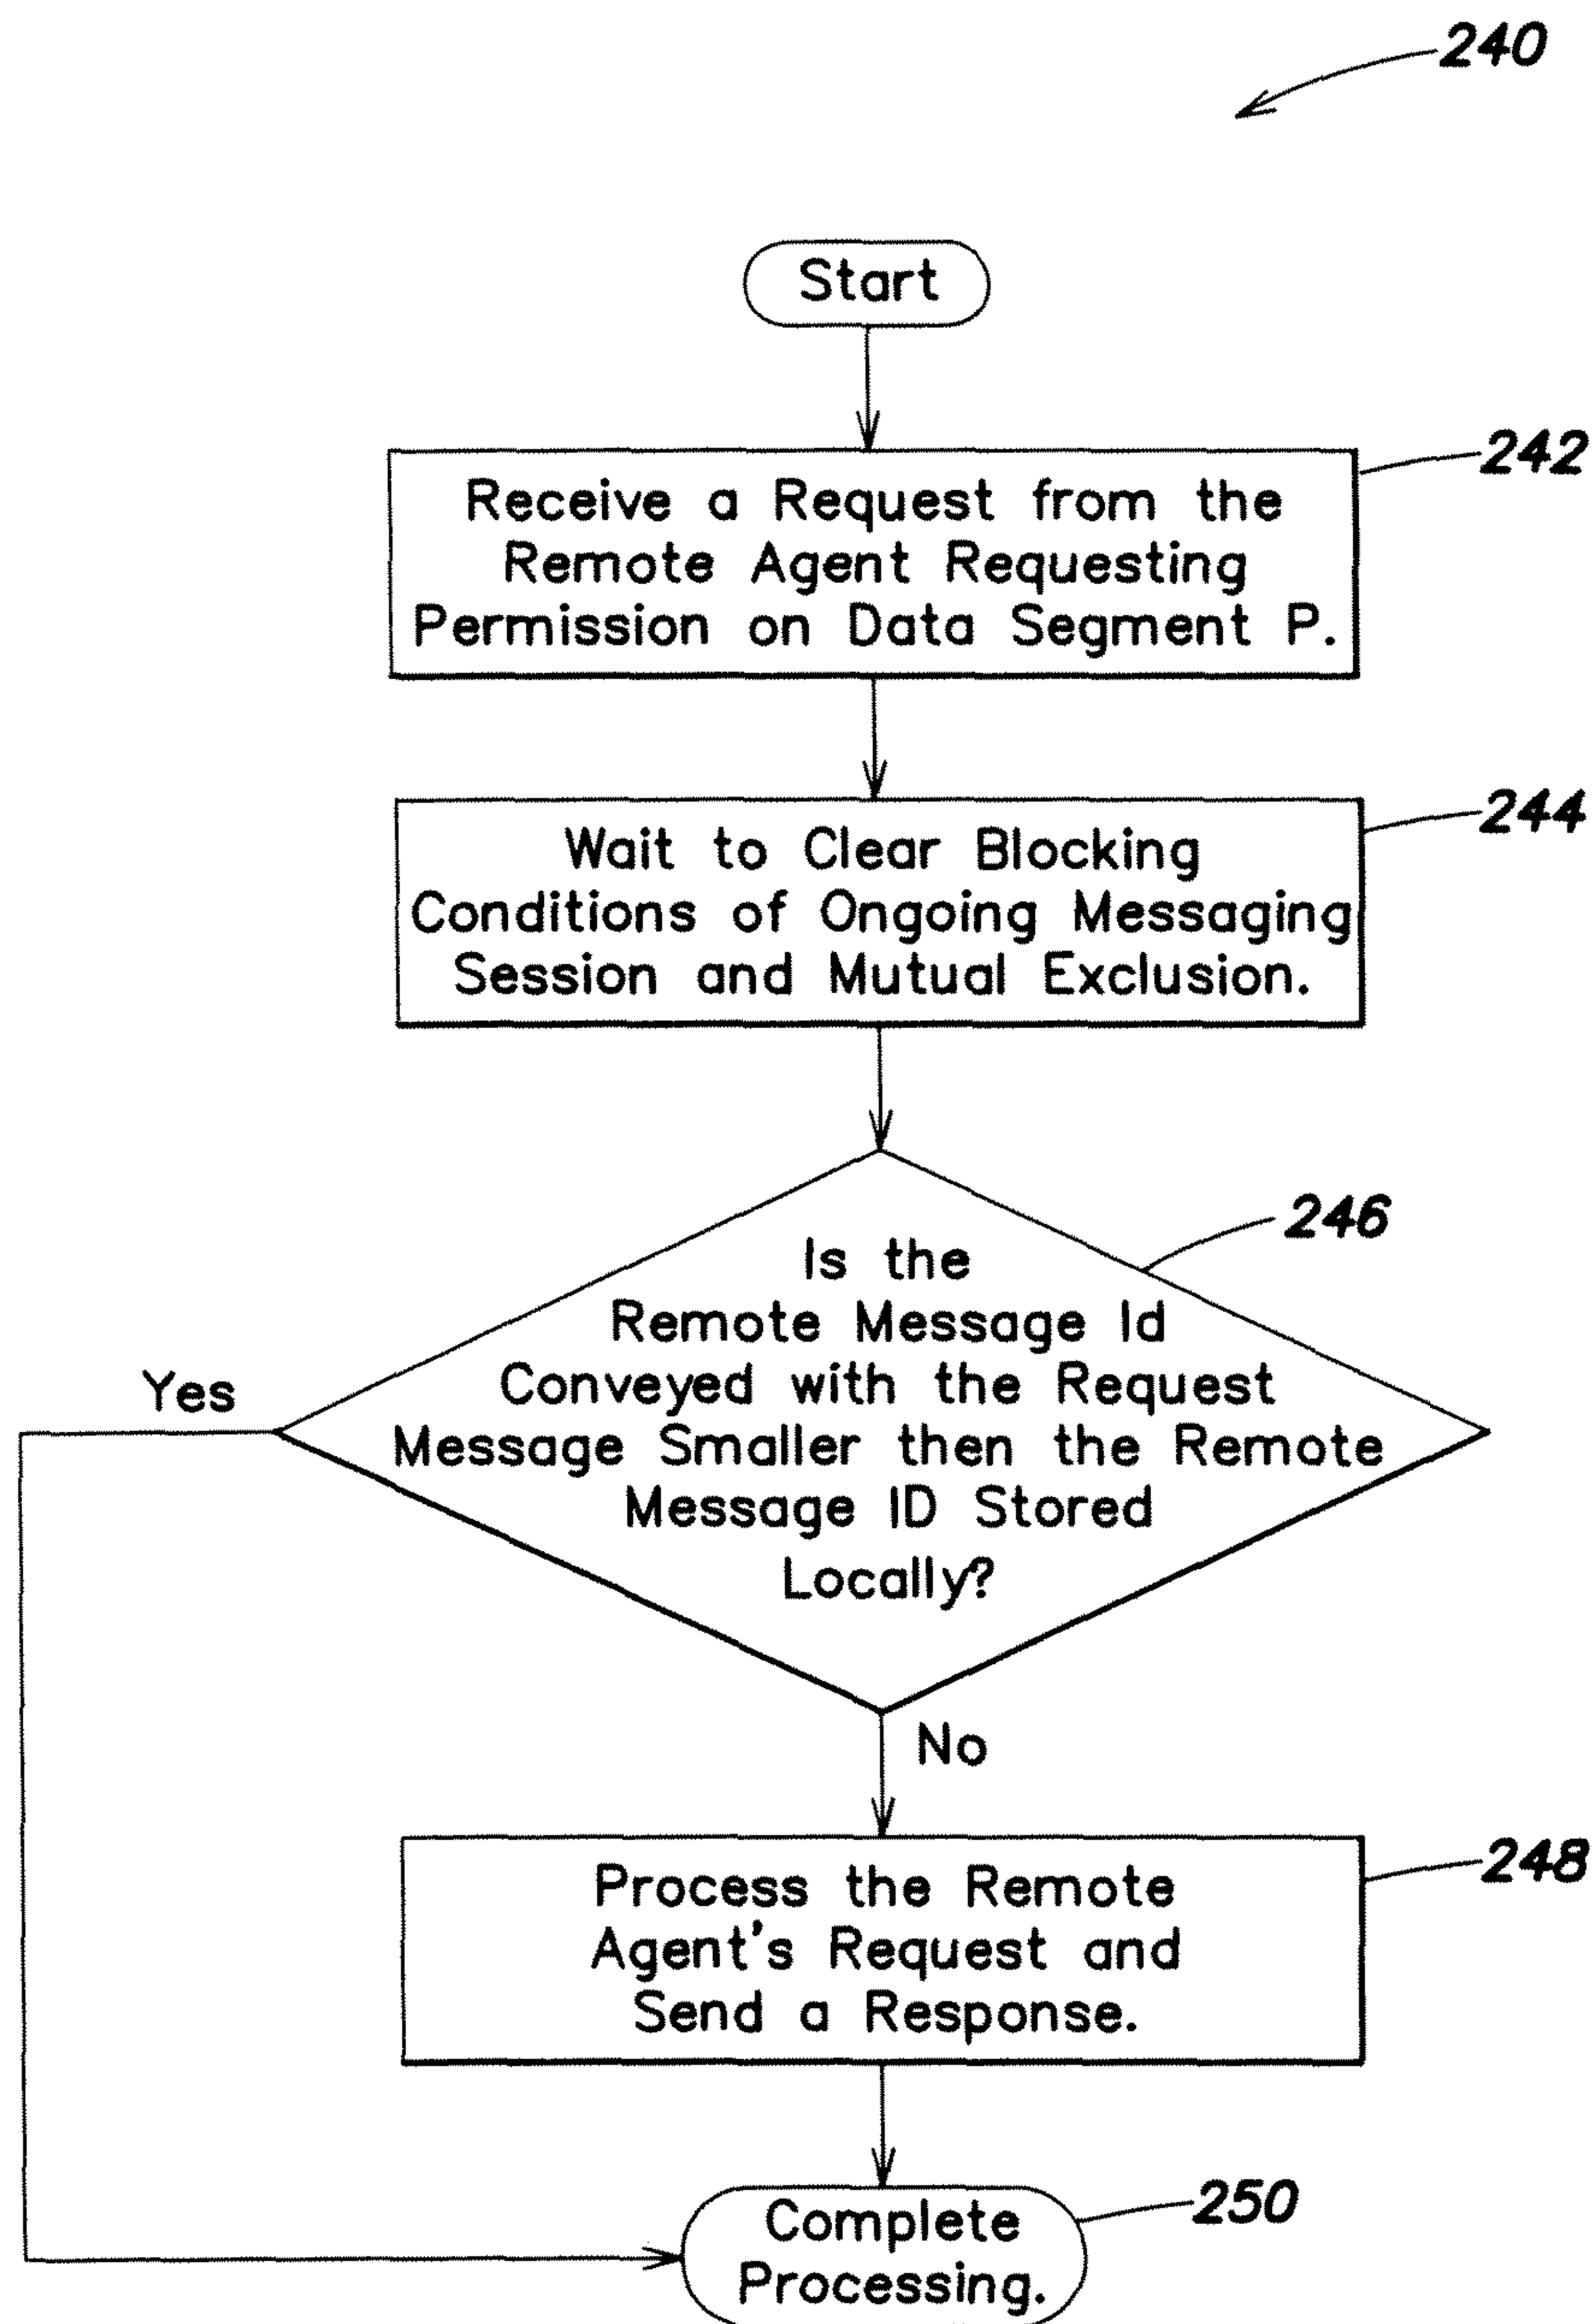 240
Start
242
Receive a Request from the
Remote Agent Requesting
Permission on Data Segment P.
244
Wait to Clear Blocking
Conditions of Ongoing Messaging
Session and Mutual Exclusion.
246
Is the
Remote Message Id
Conveyed with the Request
Message Smaller then the Remote
Message ID Stored
Locally?
Yes
No
248
Process the Remote
Agent's Request and
Send a Response.
250
Complete
Processing.